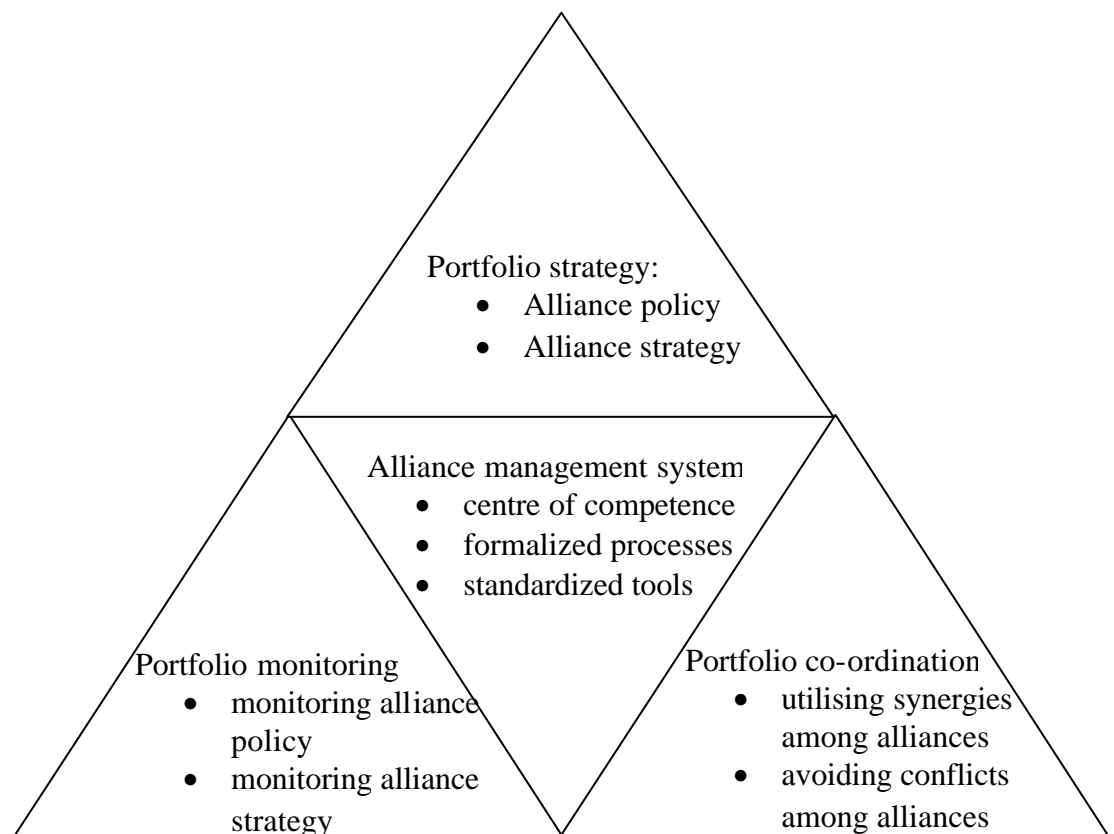 Portfolio strategy:
• Alliance policy
• Alliance strategy
Alliance management system
• centre of competence
• formalized processes
• standardized tools
Portfolio monitoring
• monitoring alliance
policy
• monitoring alliance
strategy
Portfolio co-ordination
• utilising synergies
among alliances
• avoiding conflicts
among alliances